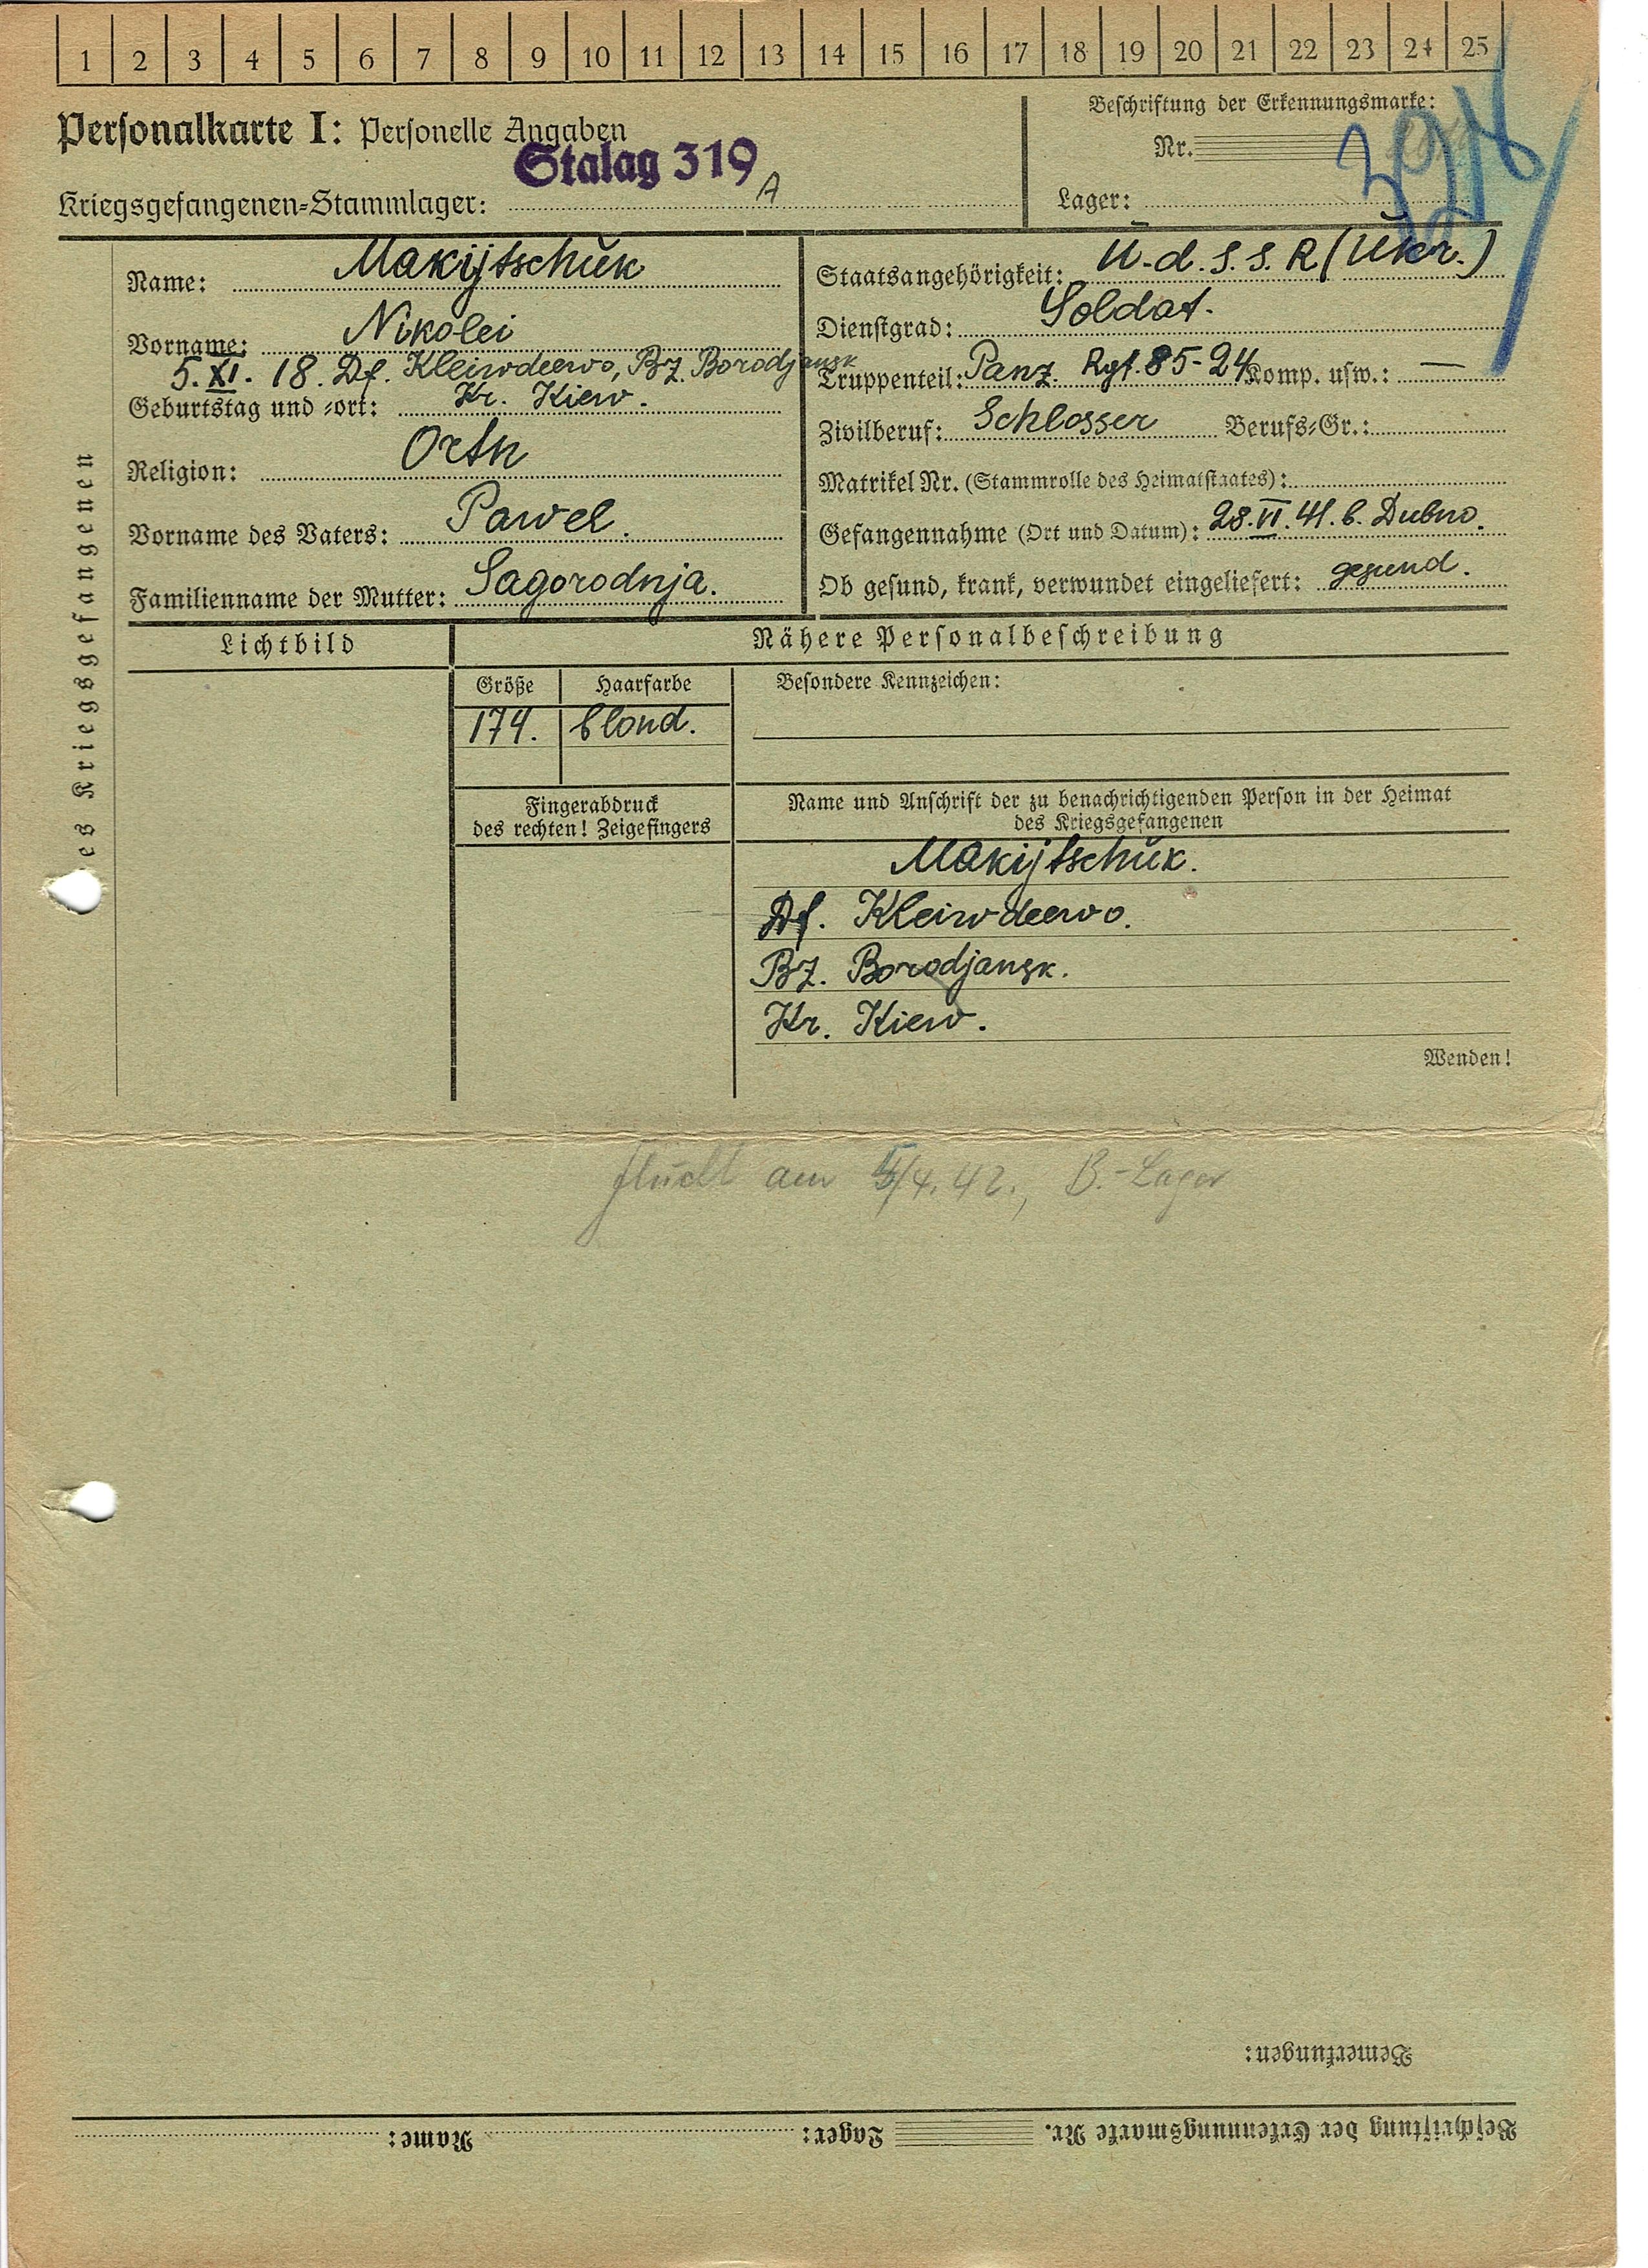 1 2 3 4 5 6 7 8 9 10 11 12 13 14 15 16 17 18 19 20 21 22 23 24 25
Personalkarte I: Personelle Angaben
Stalag 319 A
Kriegsgefangenen-Stammlager:
Beschriftung der Erkennungsmarke:
Nr.
Lager:
es Kriegsgefangenen
Name: Makijtschuk
Vorname: Nikolei
5. XI. 18. Df. Kleiwdeewo, Bz. Borodjansk
Geburtstag und -ort: Kr. Kiew.
Religion: Orth
Vorname des Vaters: Pawel.
Familienname der Mutter: Sagorodnja.
Staatsangehörigkeit: U.d.S.S.R (Ukr.)
Dienstgrad: Soldat.
Truppenteil: Panz. Rgt. 85-24 Komp. usw.: —
Zivilberuf: Schlosser Berufs-Gr.:
Matrikel Nr. (Stammrolle des Heimatstaates):
Gefangennahme (Ort und Datum): 28.VI.41. b. Dubno.
Ob gesund, krank, verwundet eingeliefert: gesund.
Lichtbild
Nähere Personalbeschreibung
Größe Haarfarbe Besondere Kennzeichen:
174. blond.
Fingerabdruck
des rechten! Zeigefingers
Name und Anschrift der zu benachrichtigenden Person in der Heimat
des Kriegsgefangenen
Makijtschuk.
Df. Kleiwdeewo.
Bz. Borodjansk.
Kr. Kiew.
Wenden!
flucht am 5/4. 42., B.-Lager
Bemerkungen:
Beschriftung der Erkennungsmarke Nr. Lager: Name: